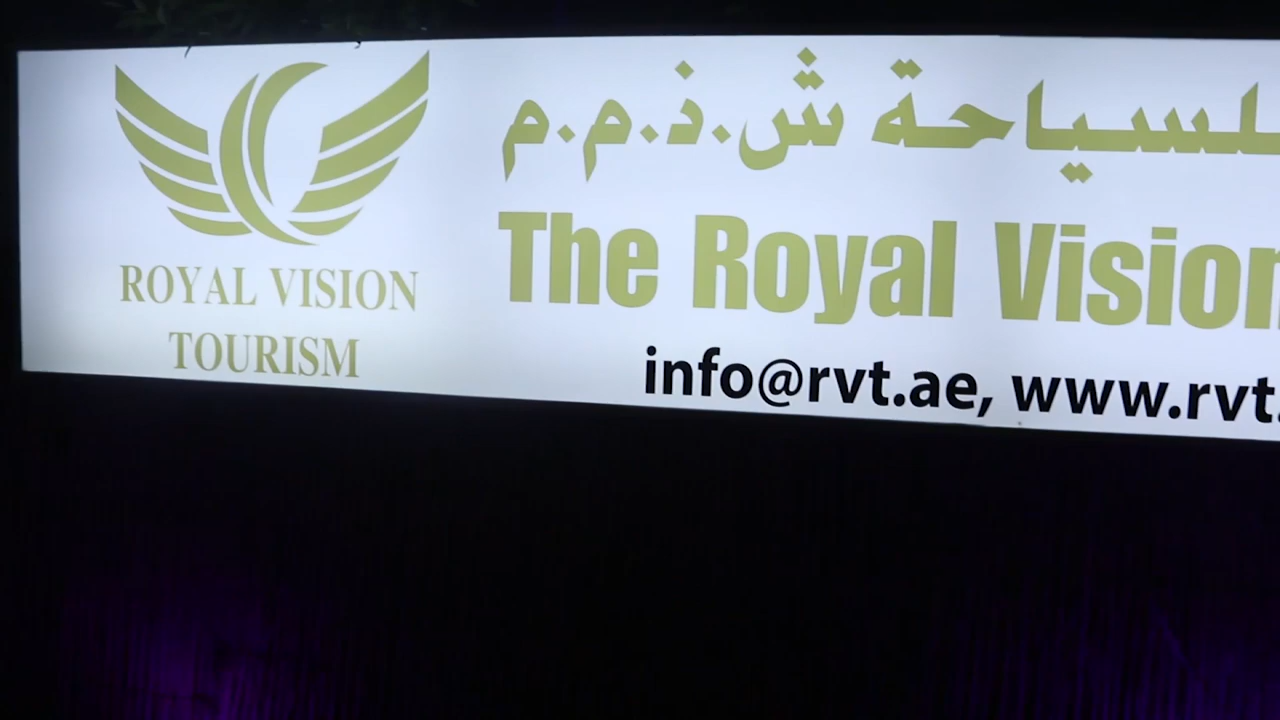 ROYAL VISION
TOURISM
للسياحة ش.ذ.م.م
The Royal Vision
info@rvt.ae, www.rvt.